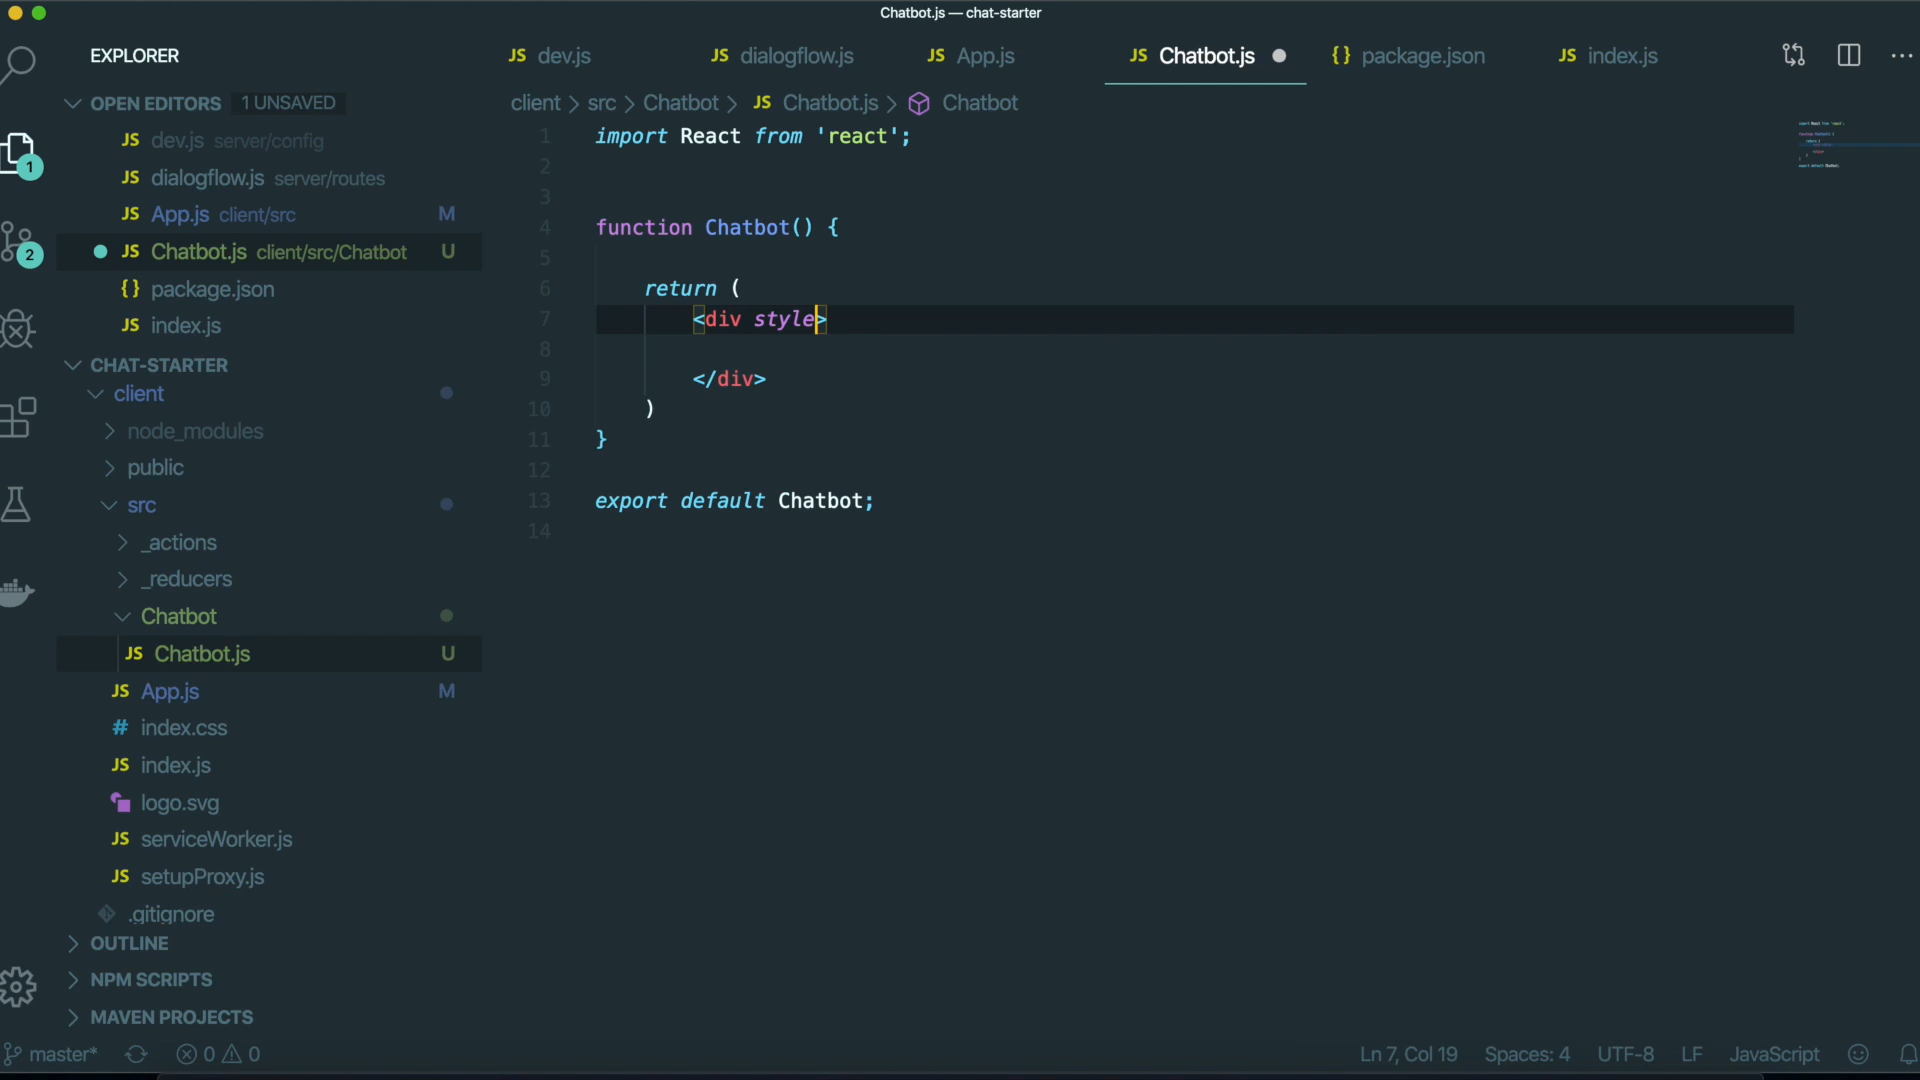 Chatbot.js — chat-starter
EXPLORER
JS dev.js
JS dialogflow.js
JS App.js
JS Chatbot.js
{} package.json
JS index.js
OPEN EDITORS 1 UNSAVED
client > src > Chatbot > JS Chatbot.js > Chatbot
JS dev.js server/config
JS dialogflow.js server/routes
JS App.js client/src M
JS Chatbot.js client/src/Chatbot U
{} package.json
JS index.js
1
2
CHAT-STARTER
client
node_modules
public
src
_actions
_reducers
Chatbot
JS Chatbot.js U
JS App.js M
# index.css
JS index.js
logo.svg
JS serviceWorker.js
JS setupProxy.js
.gitignore
OUTLINE
NPM SCRIPTS
MAVEN PROJECTS
1 import React from 'react';
2
3
4 function Chatbot() {
5
6 return (
7 <div style>
8
9 </div>
10 )
11 }
12
13 export default Chatbot;
14
master* 0 0
Ln 7, Col 19 Spaces: 4 UTF-8 LF JavaScript